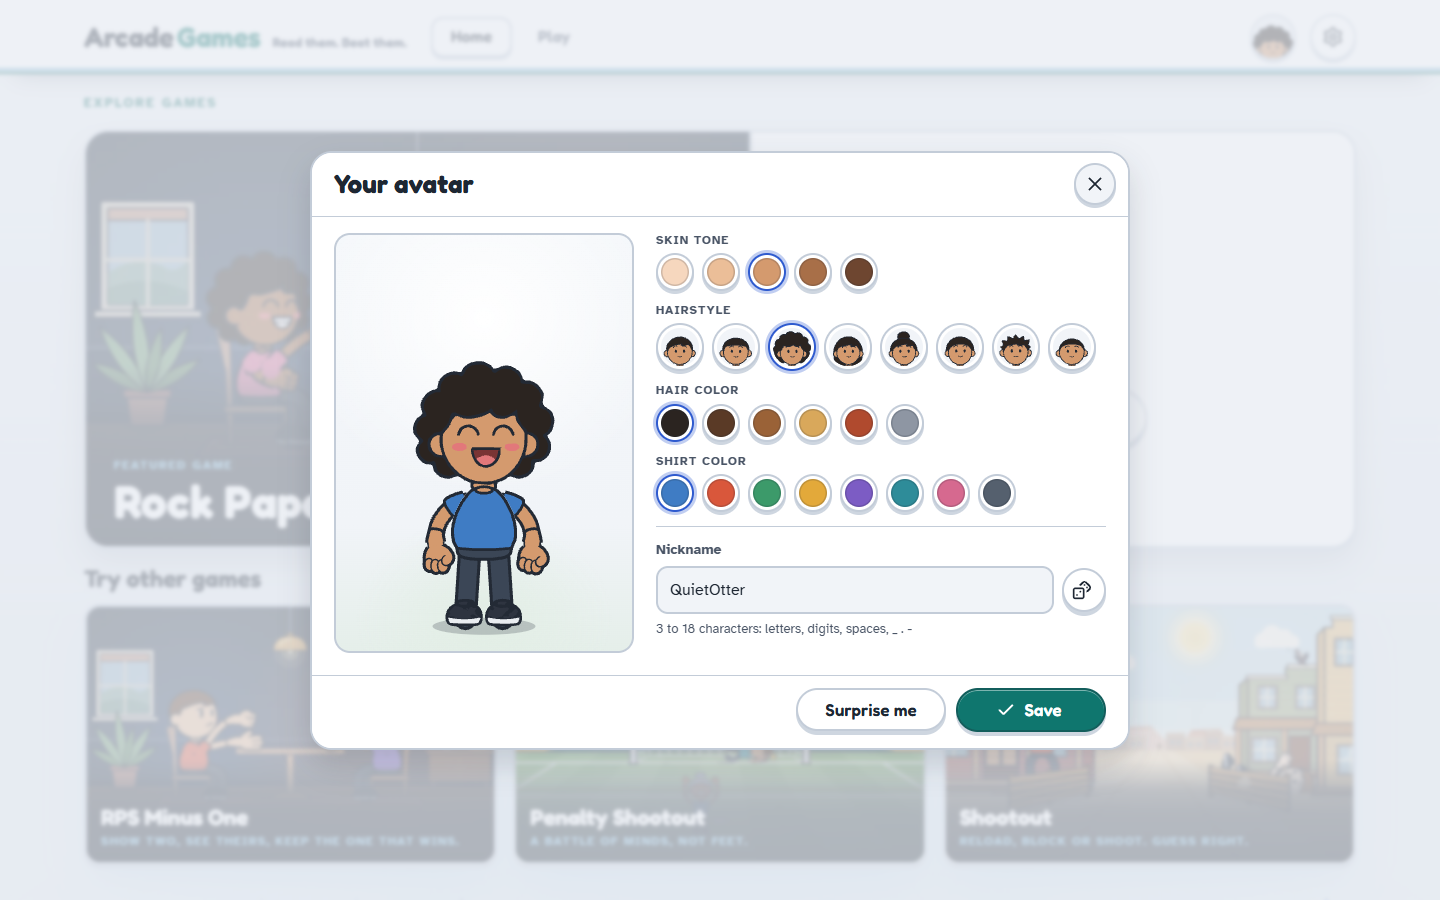 Arcade Games Read them. Beat them. Home Play
EXPLORE GAMES
Your avatar
SKIN TONE
HAIRSTYLE
HAIR COLOR
SHIRT COLOR
Nickname
QuietOtter
3 to 18 characters: letters, digits, spaces, _ . -
Surprise me
Save
FEATURED GAME
Rock Pap
Try other games
RPS Minus One
SHOW TWO, SEE THEIRS, KEEP THE ONE THAT WINS.
Penalty Shootout
A BATTLE OF MINDS, NOT FEET.
Shootout
RELOAD, BLOCK OR SHOOT. GUESS RIGHT.